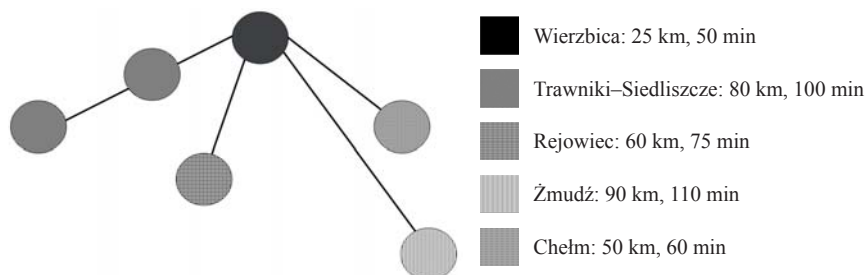 Wierzbica: 25 km, 50 min
Trawniki–Siedliszcze: 80 km, 100 min
Rejowiec: 60 km, 75 min
Żmudź: 90 km, 110 min
Chełm: 50 km, 60 min